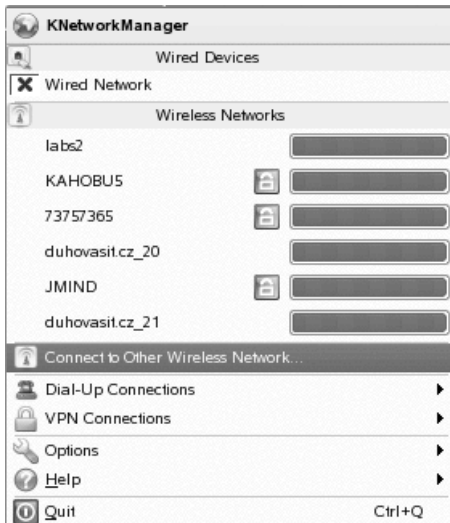 KNetworkManager
Wired Devices
Wired Network
Wireless Networks
labs2
KAHOBU5
73757365
duhovasit.cz_20
JMIND
duhovasit.cz_21
Connect to Other Wireless Network...
Dial-Up Connections
VPN Connections
Options
Help
Quit Ctrl+Q